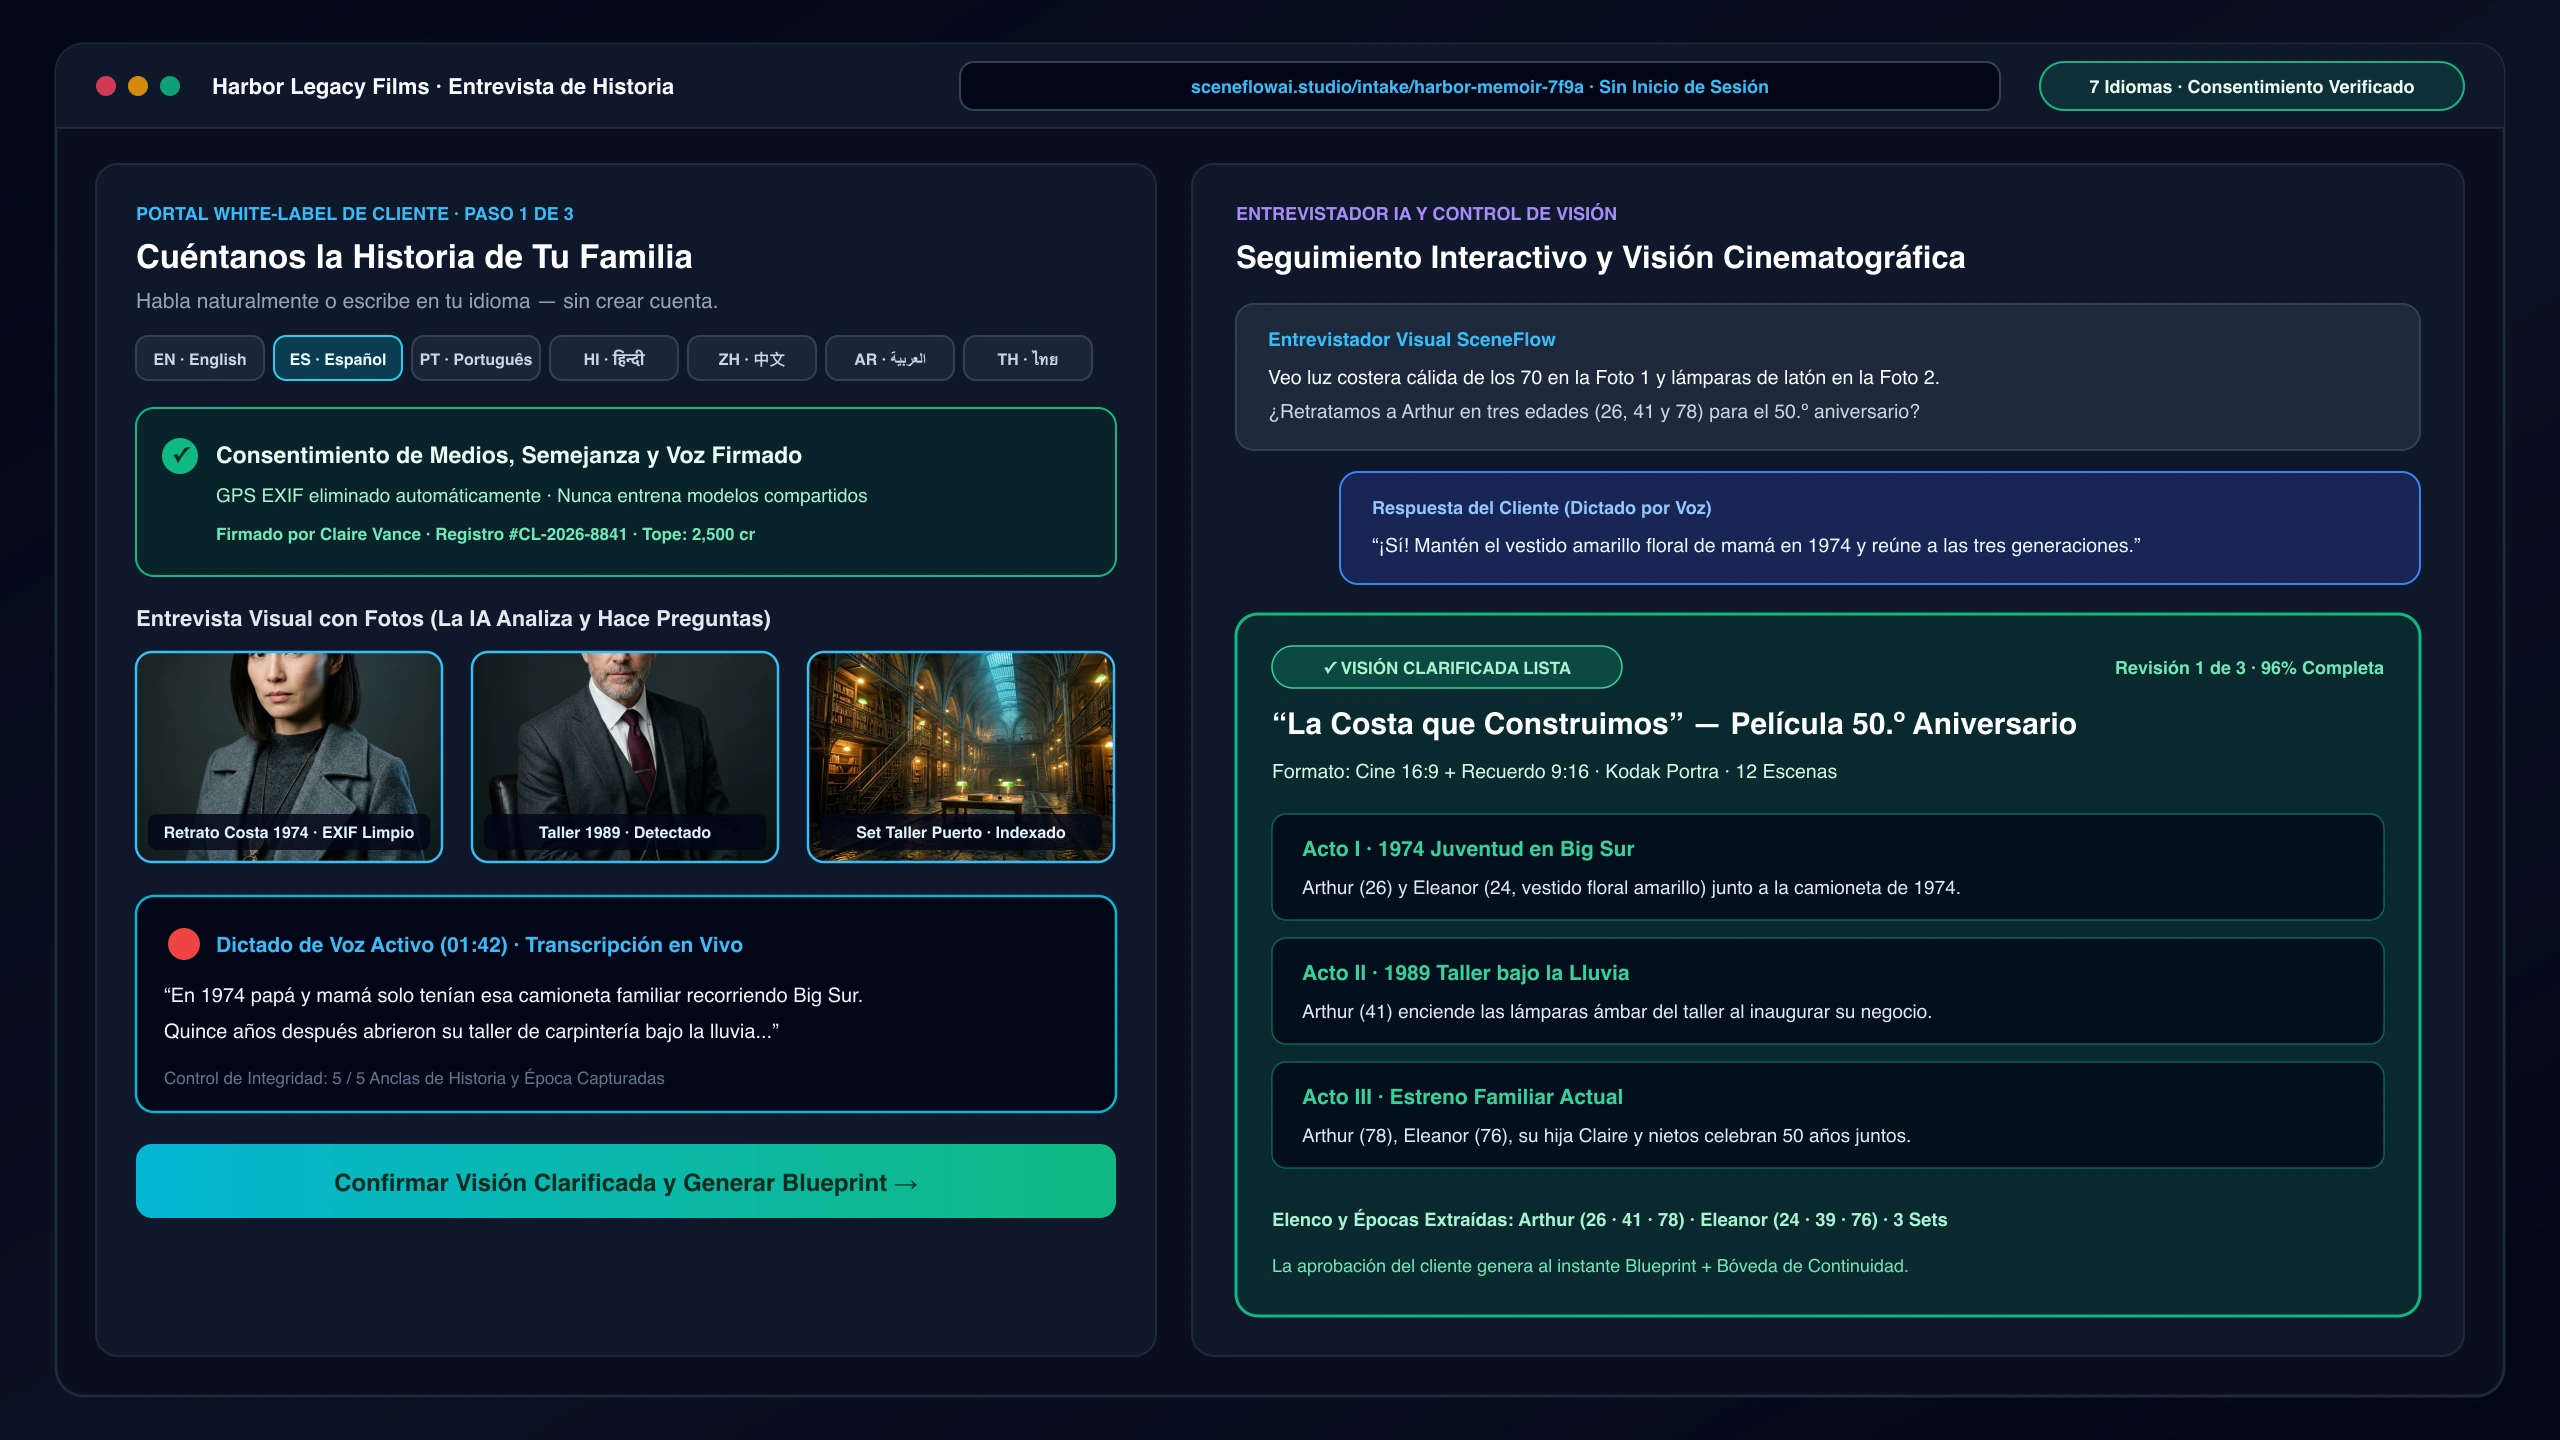 Harbor Legacy Films · Entrevista de Historia
sceneflowai.studio/intake/harbor-memoir-7f9a · Sin Inicio de Sesión
7 Idiomas · Consentimiento Verificado
PORTAL WHITE-LABEL DE CLIENTE · PASO 1 DE 3
Cuéntanos la Historia de Tu Familia
Habla naturalmente o escribe en tu idioma — sin crear cuenta.
EN · English
ES · Español
PT · Português
HI · हिन्दी
ZH · 中文
AR · العربية
TH · ไทย
✓ Consentimiento de Medios, Semejanza y Voz Firmado
GPS EXIF eliminado automáticamente · Nunca entrena modelos compartidos
Firmado por Claire Vance · Registro #CL-2026-8841 · Tope: 2,500 cr
Entrevista Visual con Fotos (La IA Analiza y Hace Preguntas)
Retrato Costa 1974 · EXIF Limpio
Taller 1989 · Detectado
Set Taller Puerto · Indexado
Dictado de Voz Activo (01:42) · Transcripción en Vivo
“En 1974 papá y mamá solo tenían esa camioneta familiar recorriendo Big Sur.
Quince años después abrieron su taller de carpintería bajo la lluvia...”
Control de Integridad: 5 / 5 Anclas de Historia y Época Capturadas
Confirmar Visión Clarificada y Generar Blueprint →
ENTREVISTADOR IA Y CONTROL DE VISIÓN
Seguimiento Interactivo y Visión Cinematográfica
Entrevistador Visual SceneFlow
Veo luz costera cálida de los 70 en la Foto 1 y lámparas de latón en la Foto 2.
¿Retratamos a Arthur en tres edades (26, 41 y 78) para el 50.º aniversario?
Respuesta del Cliente (Dictado por Voz)
“¡Sí! Mantén el vestido amarillo floral de mamá en 1974 y reúne a las tres generaciones.”
✓ VISIÓN CLARIFICADA LISTA
Revisión 1 de 3 · 96% Completa
“La Costa que Construimos” — Película 50.º Aniversario
Formato: Cine 16:9 + Recuerdo 9:16 · Kodak Portra · 12 Escenas
Acto I · 1974 Juventud en Big Sur
Arthur (26) y Eleanor (24, vestido floral amarillo) junto a la camioneta de 1974.
Acto II · 1989 Taller bajo la Lluvia
Arthur (41) enciende las lámparas ámbar del taller al inaugurar su negocio.
Acto III · Estreno Familiar Actual
Arthur (78), Eleanor (76), su hija Claire y nietos celebran 50 años juntos.
Elenco y Épocas Extraídas: Arthur (26 · 41 · 78) · Eleanor (24 · 39 · 76) · 3 Sets
La aprobación del cliente genera al instante Blueprint + Bóveda de Continuidad.